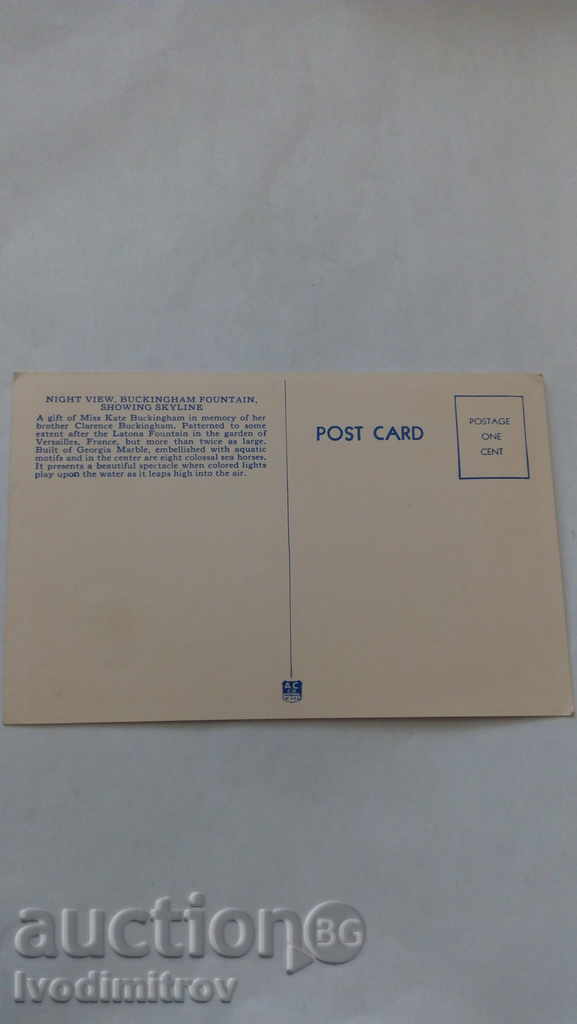 NIGHT VIEW, BUCKINGHAM FOUNTAIN,
SHOWING SKYLINE
A gift of Miss Kate Buckingham in memory of her
brother Clarence Buckingham. Patterned to some
extent after the Latona Fountain in the garden of
Versailles, France, but more than twice as large.
Built of Georgia Marble, embellished with aquatic
motifs and in the center are eight colossal sea horses.
It presents a beautiful spectacle when colored lights
play upon the water as it leaps high into the air.
POST CARD
POSTAGE
ONE
CENT
A C
auctionBG
Ivodimitrov